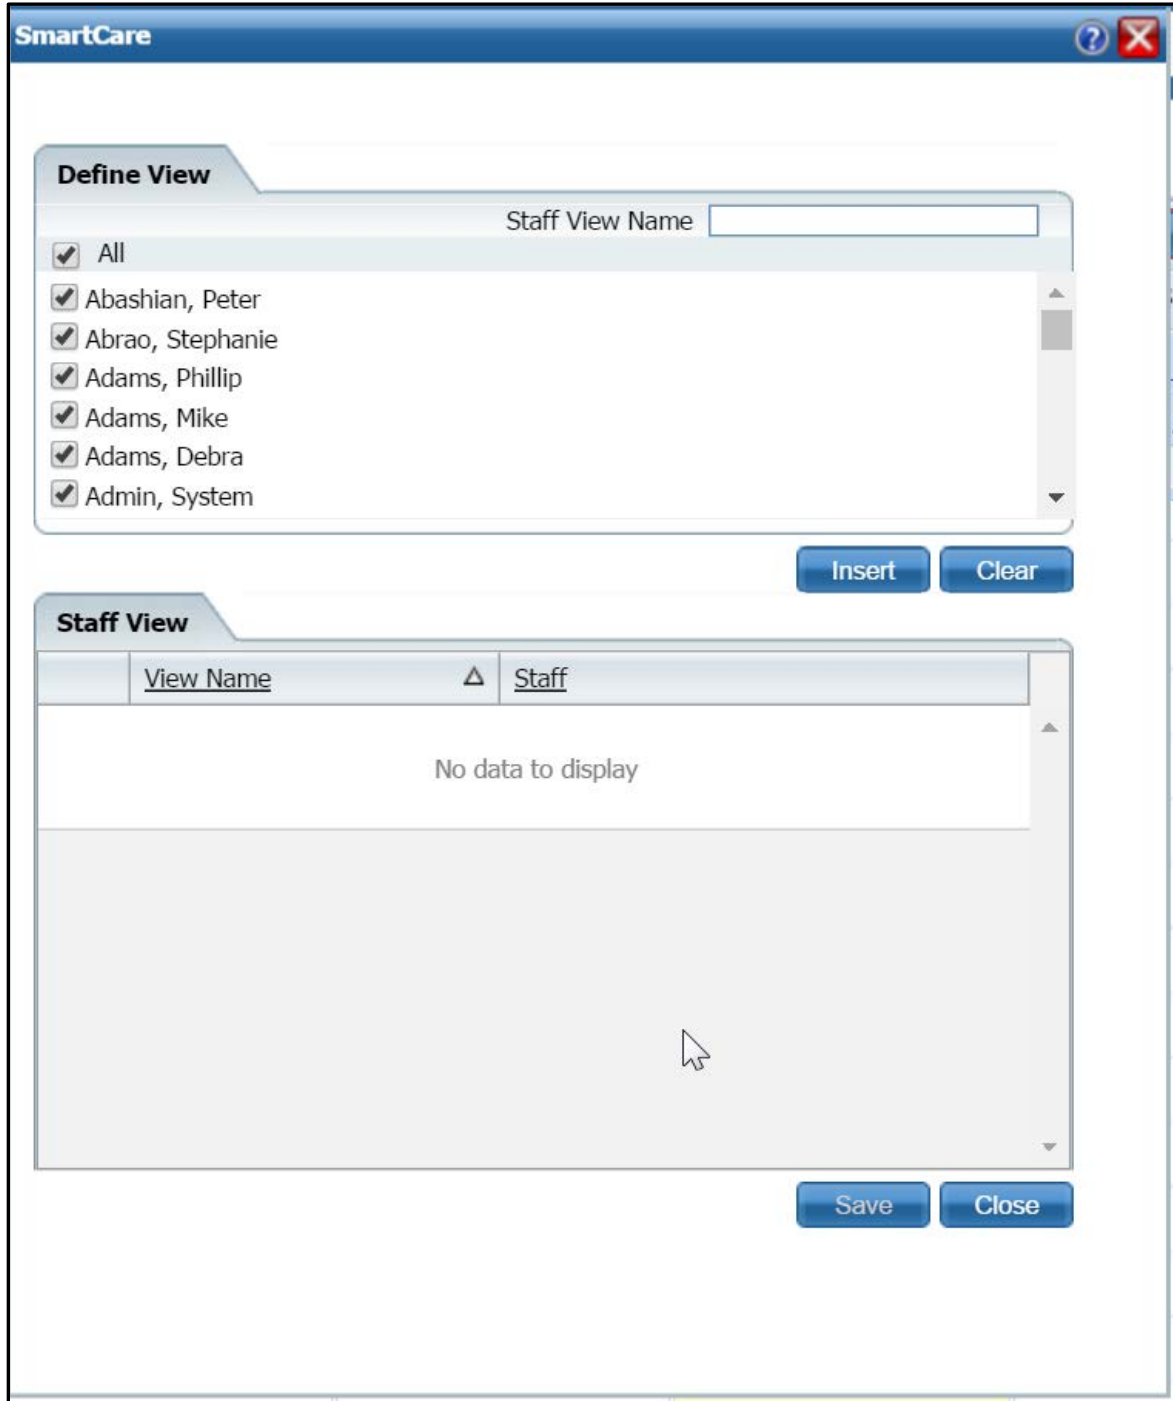 SmartCare
Define View
Staff View Name
All
Abashian, Peter
Abrao, Stephanie
Adams, Phillip
Adams, Mike
Adams, Debra
Admin, System
Insert Clear
Staff View
View Name Staff
No data to display
Save Close